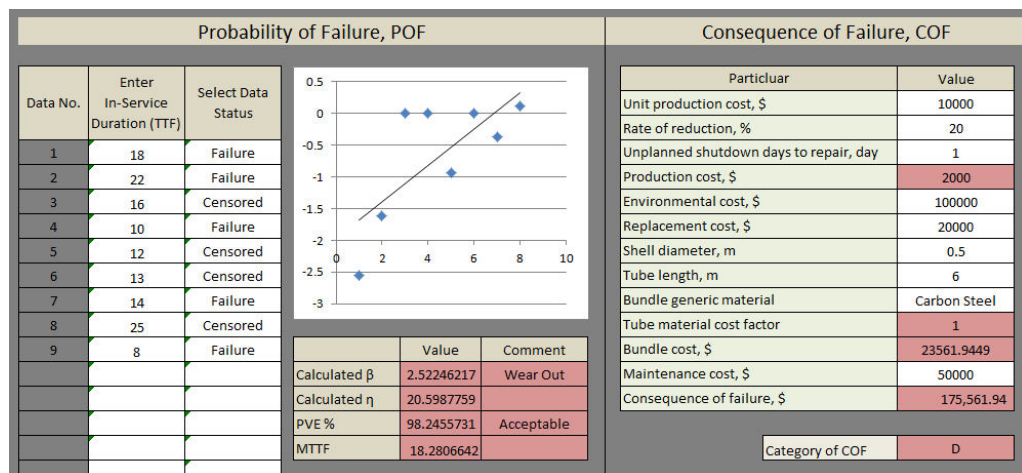 Probability of Failure, POF
Consequence of Failure, COF
Data No. Enter In-Service Duration (TTF) Select Data Status
1 18 Failure
2 22 Failure
3 16 Censored
4 10 Failure
5 12 Censored
6 13 Censored
7 14 Failure
8 25 Censored
9 8 Failure
0.5
0
-0.5
-1
-1.5
-2
-2.5
-3
0 2 4 6 8 10
Value Comment
Calculated β 2.52246217 Wear Out
Calculated η 20.5987759
PVE % 98.2455731 Acceptable
MTTF 18.2806642
Particluar Value
Unit production cost, $ 10000
Rate of reduction, % 20
Unplanned shutdown days to repair, day 1
Production cost, $ 2000
Environmental cost, $ 100000
Replacement cost, $ 20000
Shell diameter, m 0.5
Tube length, m 6
Bundle generic material Carbon Steel
Tube material cost factor 1
Bundle cost, $ 23561.9449
Maintenance cost, $ 50000
Consequence of failure, $ 175,561.94
Category of COF D